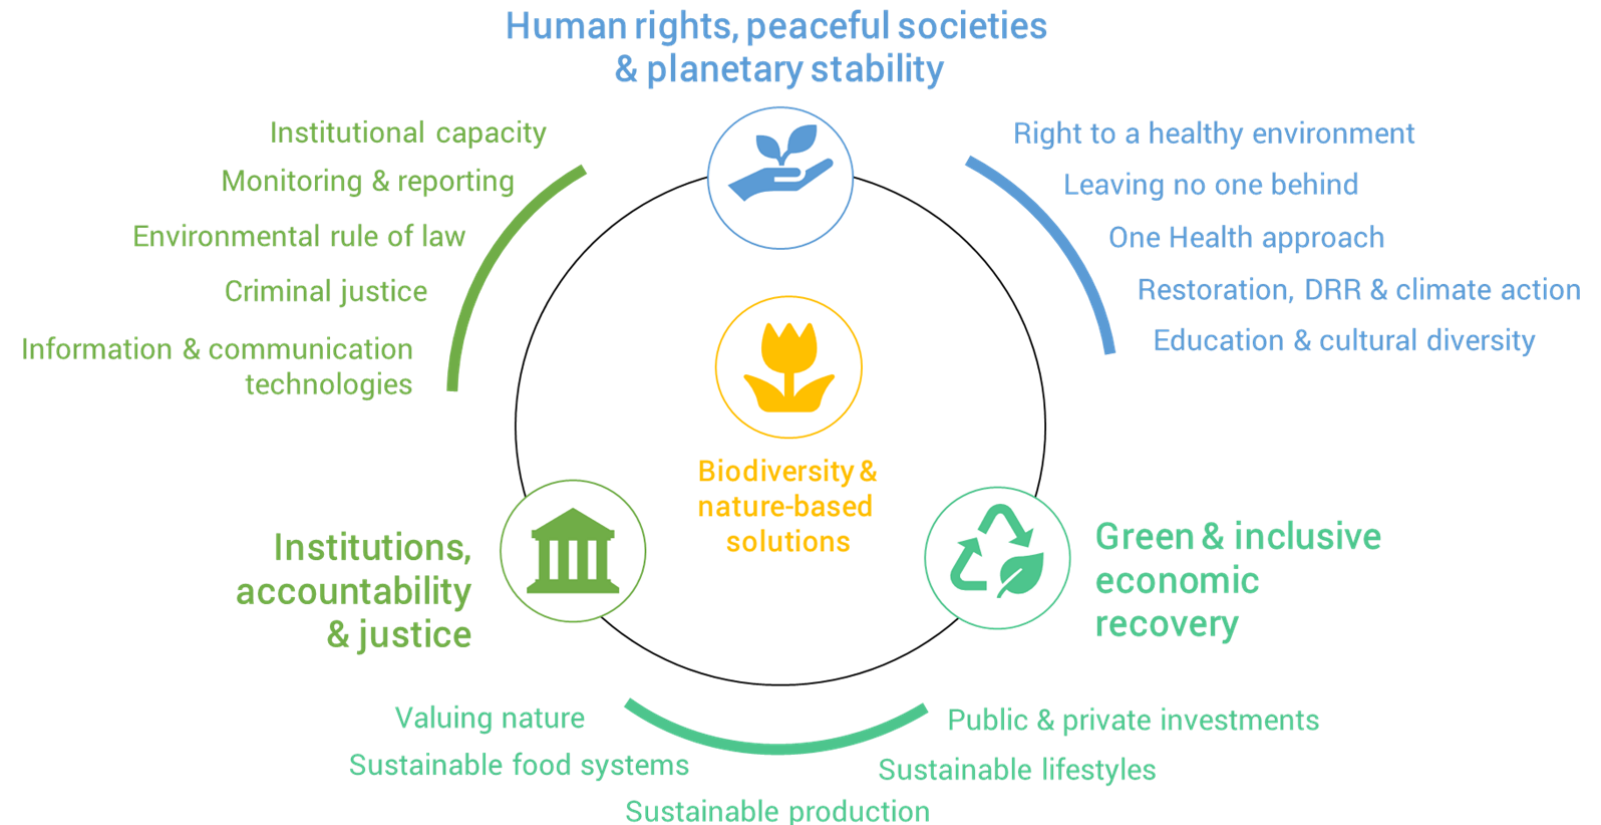 Human rights, peaceful societies
& planetary stability
Institutional capacity
Monitoring & reporting
Environmental rule of law
Criminal justice
Information & communication
technologies
Right to a healthy environment
Leaving no one behind
One Health approach
Restoration, DRR & climate action
Education & cultural diversity
Biodiversity &
nature-based
solutions
Institutions,
accountability
& justice
Green & inclusive
economic
recovery
Valuing nature
Sustainable food systems
Sustainable production
Sustainable lifestyles
Public & private investments